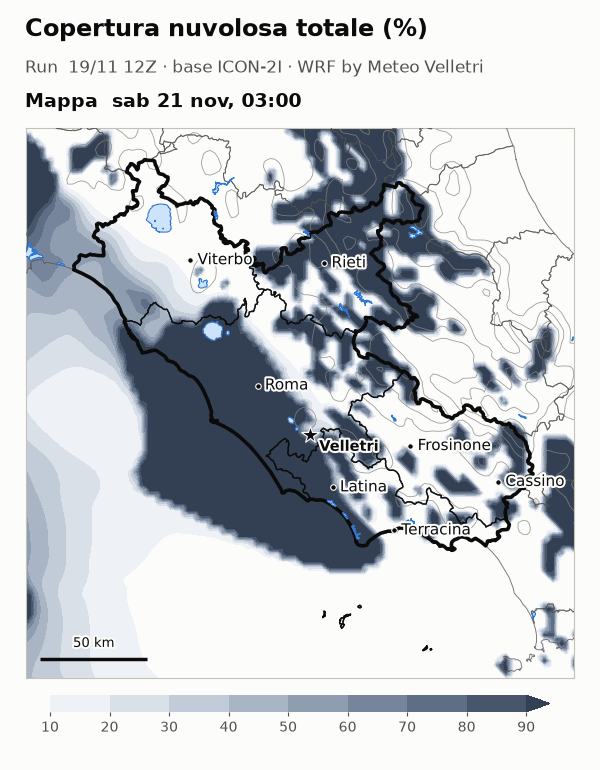 Copertura nuvolosa totale (%)
Run  19/11 12Z · base ICON-2I · WRF by Meteo Velletri
Mappa  sab 21 nov, 03:00
Viterbo
Rieti
Roma
Velletri
Frosinone
Cassino
Latina
Terracina
50 km
10 20 30 40 50 60 70 80 90